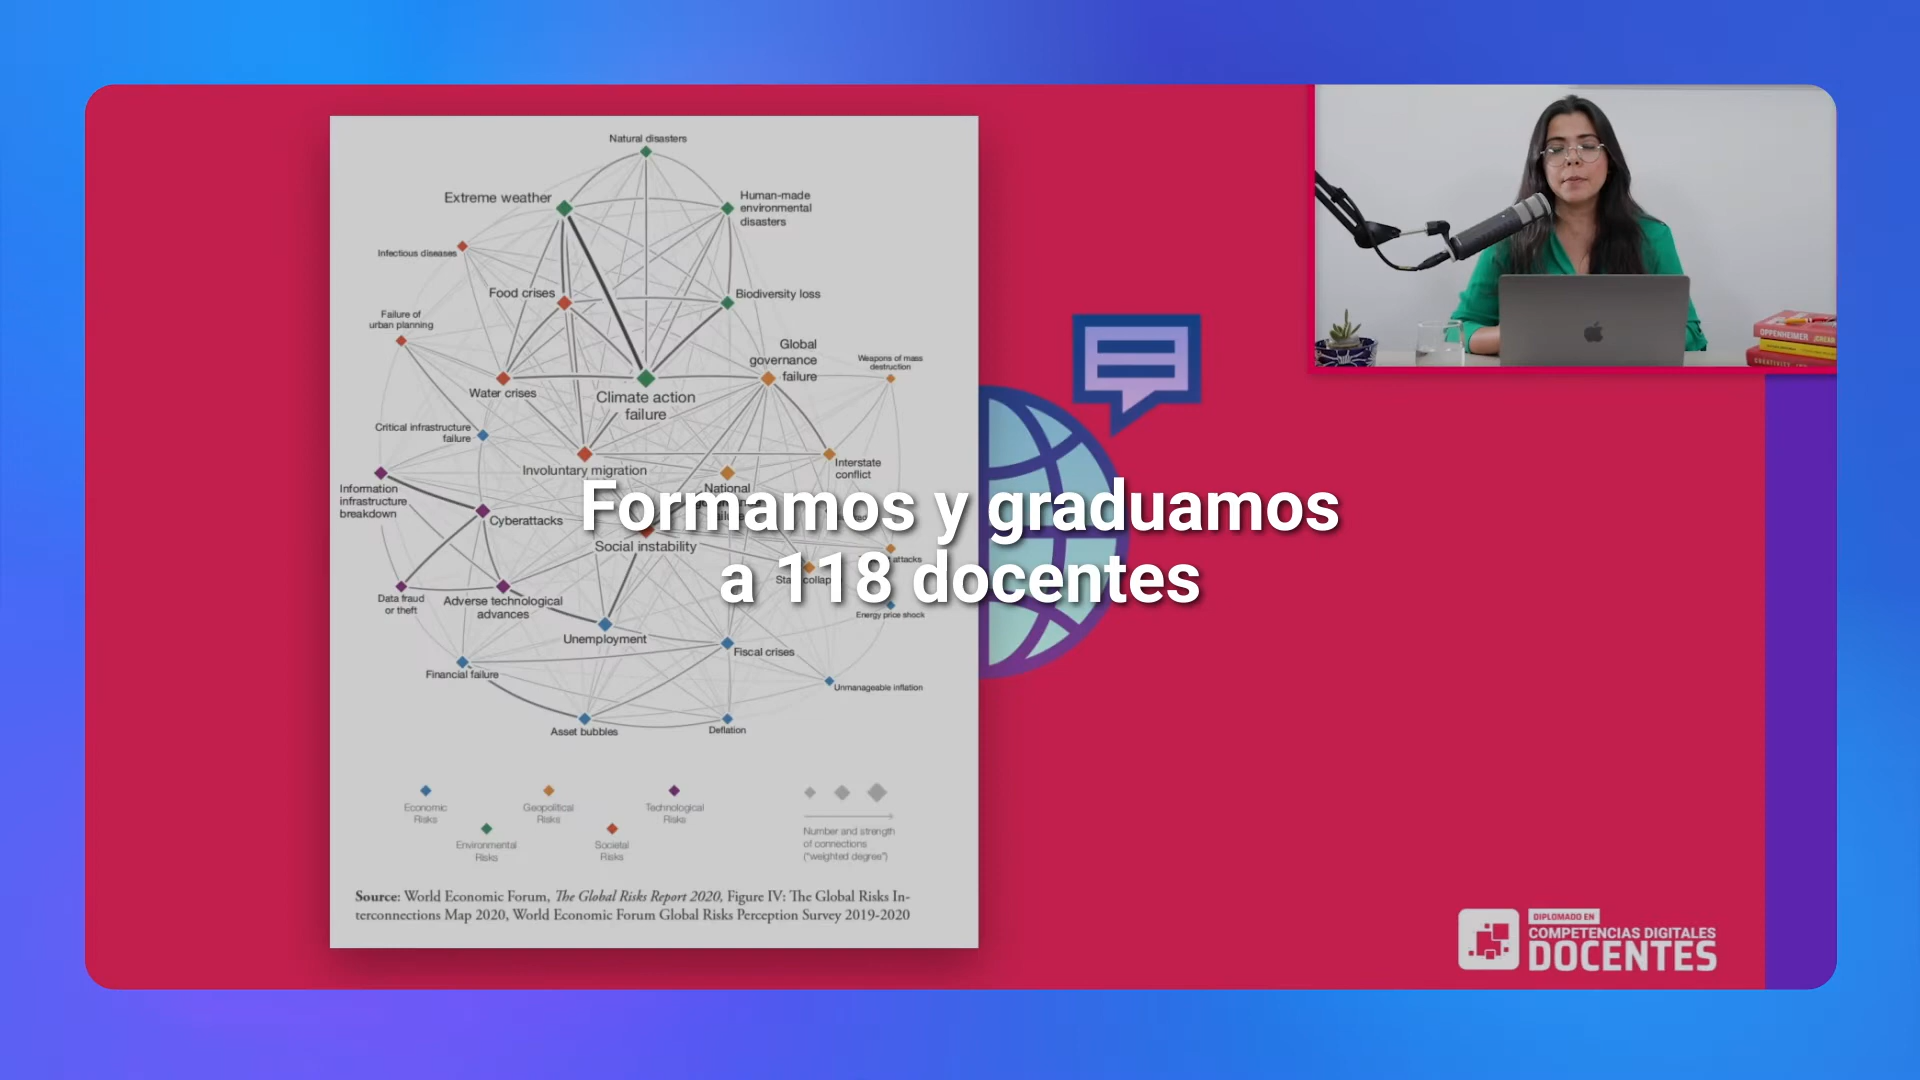 Natural disasters
Extreme weather
Human-made
environmental
disasters
Infectious diseases
Food crises
Biodiversity loss
Failure of
urban planning
Global
governance
failure
Weapons of mass
destruction
Water crises
Climate action
failure
Critical infrastructure
failure
Involuntary migration
Interstate
conflict
Information
infrastructure
breakdown
National
Cyberattacks
Formamos y graduamos
a 118 docentes
Social instability
attacks
Data fraud
or theft
Adverse technological
advances
Energy price shock
Unemployment
Fiscal crises
Financial failure
Unmanageable inflation
Asset bubbles
Deflation
Economic
Risks
Geopolitical
Risks
Technological
Risks
Environmental
Risks
Societal
Risks
Number and strength
of connections
("weighted degree")
Source: World Economic Forum, The Global Risks Report 2020, Figure IV: The Global Risks In-
terconnections Map 2020, World Economic Forum Global Risks Perception Survey 2019-2020
OPPENHEIMER
¡CREAR
CREATIVITY
DIPLOMADO EN
COMPETENCIAS DIGITALES
DOCENTES